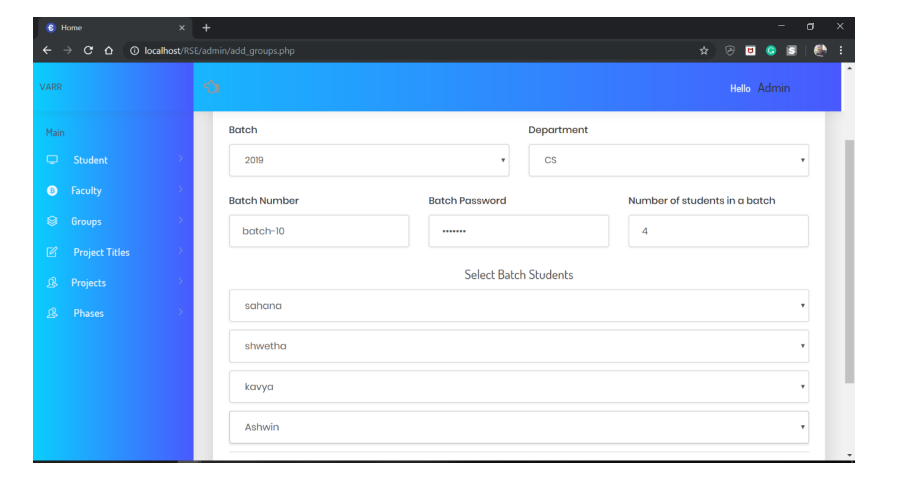 Home
localhost/RSE/admin/add_groups.php
VARR
Hello Admin
Main
Student
Faculty
Groups
Project Titles
Projects
Phases
Batch Department
2019 CS
Batch Number Batch Password Number of students in a batch
batch-10 ••••••• 4
Select Batch Students
sahana
shwetha
kavya
Ashwin